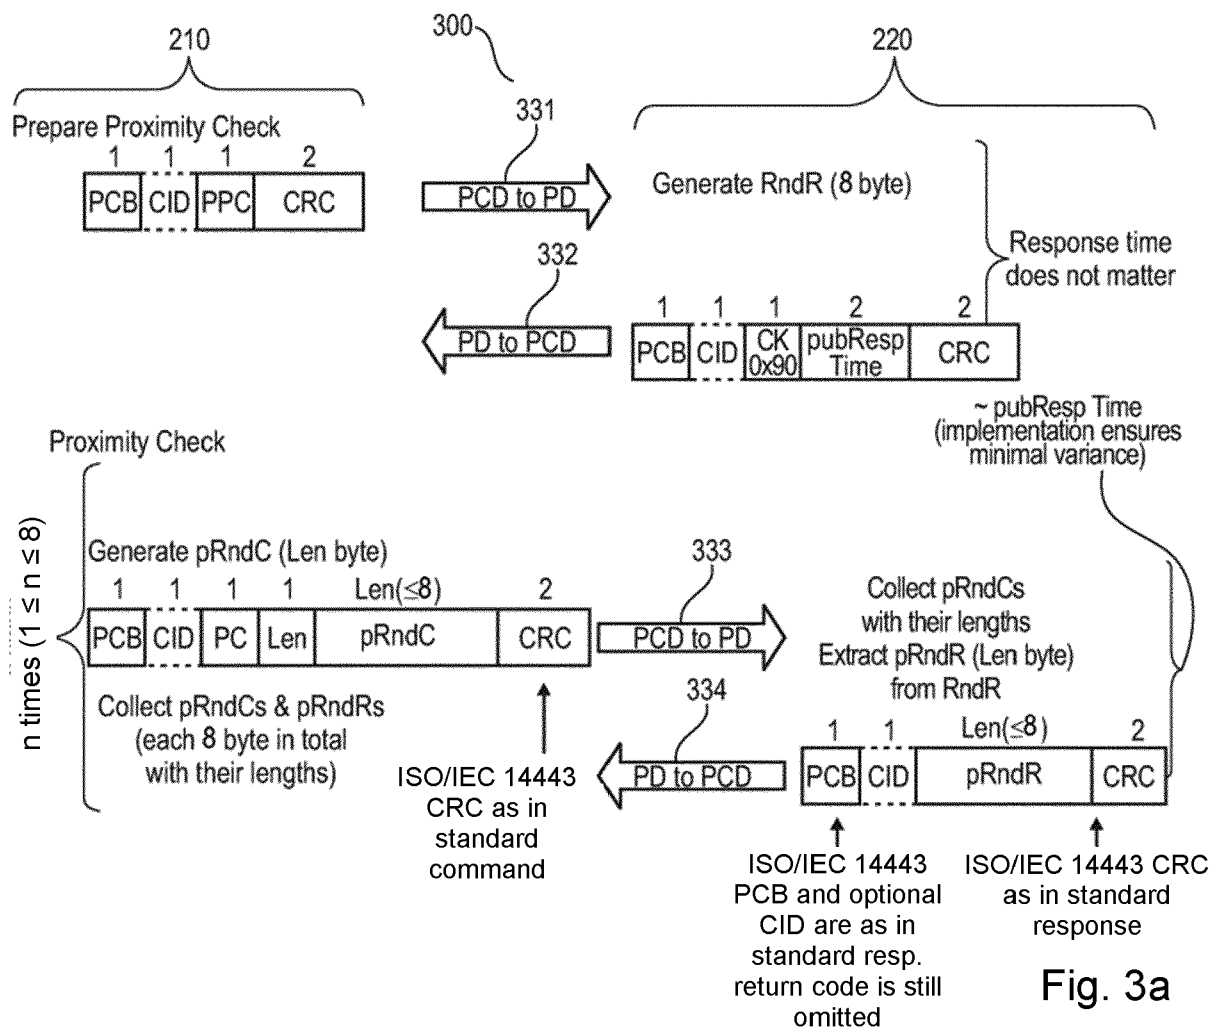 300
210
220
331
Prepare Proximity Check
1 1 1 2
PCB CID PPC CRC
PCD to PD
Generate RndR (8 byte)
Response time
does not matter
332
PD to PCD
1 1 1 2 2
PCB CID CK 0x90 pubResp Time CRC
~ pubResp Time
(implementation ensures
minimal variance)
Proximity Check
n times (1 ≤ n ≤ 8)
Generate pRndC (Len byte)
1 1 1 1 Len(≤8) 2
PCB CID PC Len pRndC CRC
333
PCD to PD
Collect pRndCs
with their lengths
Extract pRndR (Len byte)
from RndR
Collect pRndCs & pRndRs
(each 8 byte in total
with their lengths)
334
PD to PCD
1 1 Len(≤8) 2
PCB CID pRndR CRC
ISO/IEC 14443
CRC as in
standard
command
ISO/IEC 14443
PCB and optional
CID are as in
standard resp.
return code is still
omitted
ISO/IEC 14443 CRC
as in standard
response
Fig. 3a